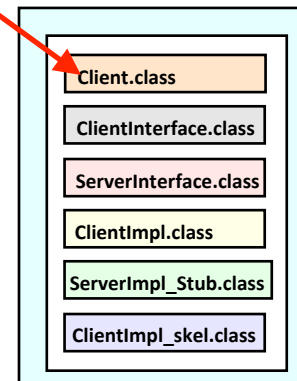 Client.class
ClientInterface.class
ServerInterface.class
ClientImpl.class
ServerImpl_Stub.class
ClientImpl_skel.class